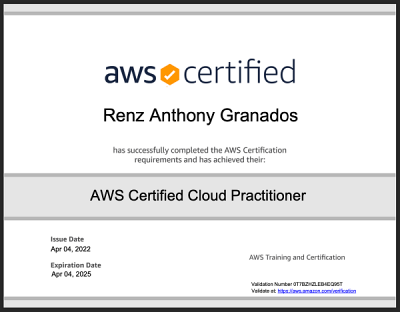 aws certified
Renz Anthony Granados
has successfully completed the AWS Certification
requirements and has achieved their:
AWS Certified Cloud Practitioner
Issue Date
Apr 04, 2022
Expiration Date
Apr 04, 2025
AWS Training and Certification
Validation Number 0T7BZHZLEB4EQ95T
Validate at: https://aws.amazon.com/verification